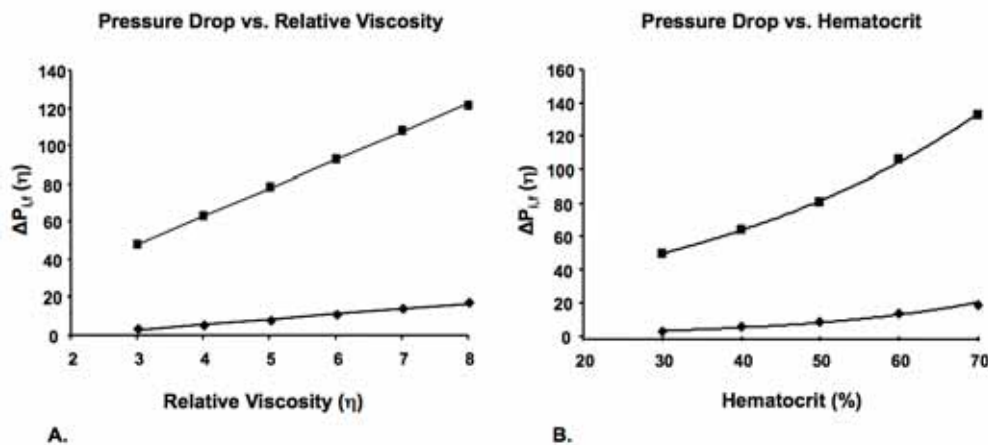 Pressure Drop vs. Relative Viscosity
140
120
100
80
60
40
20
0
ΔPi,f (η)
2 3 4 5 6 7 8
Relative Viscosity (η)
A.
Pressure Drop vs. Hematocrit
160
140
120
100
80
60
40
20
0
ΔPi,f (η)
20 30 40 50 60 70
Hematocrit (%)
B.